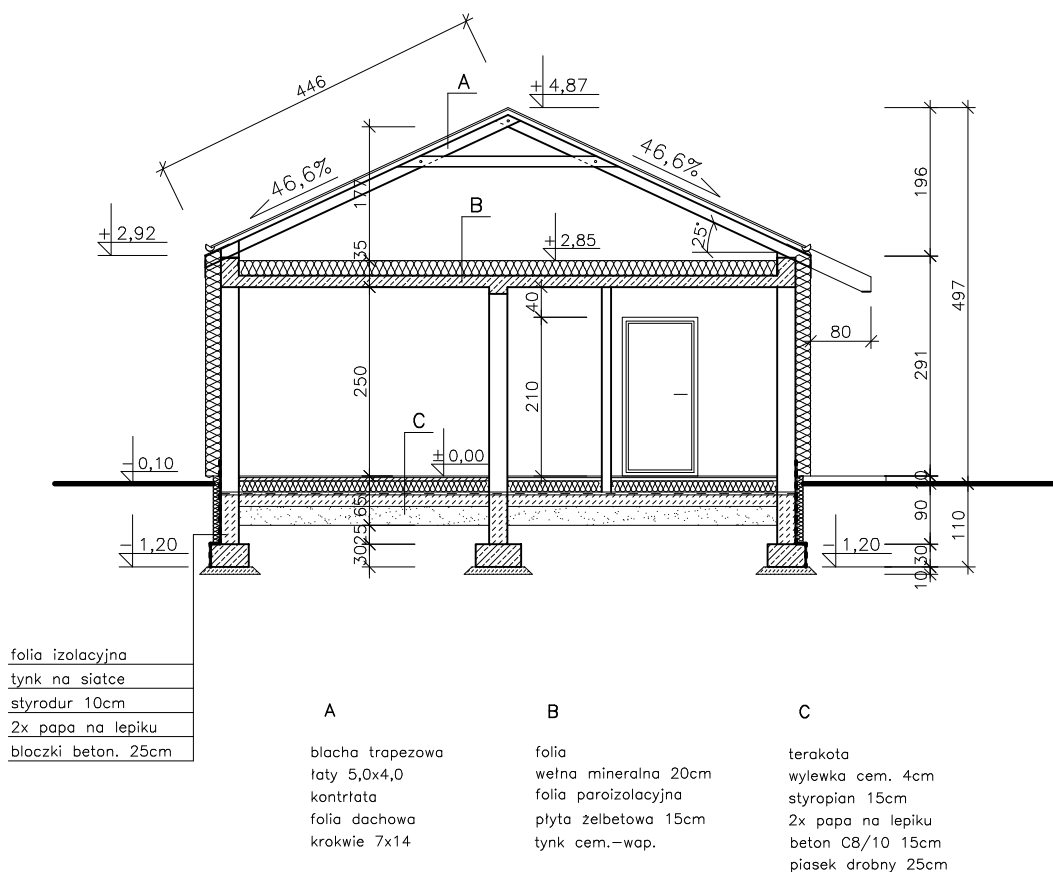 446
A
+ 4,87
46,6%
46,6%
177
196
B
+ 2,92
+ 2,85
25°
35
497
40
80
250
210
291
C
± 0,00
- 0,10
10
65
90
110
25
- 1,20
- 1,20
30
30
10
folia izolacyjna
tynk na siatce
styrodur 10cm
2x papa na lepiku
bloczki beton. 25cm
A
blacha trapezowa
łaty 5,0x4,0
kontrłata
folia dachowa
krokwie 7x14
B
folia
wełna mineralna 20cm
folia paroizolacyjna
płyta żelbetowa 15cm
tynk cem.-wap.
C
terakota
wylewka cem. 4cm
styropian 15cm
2x papa na lepiku
beton C8/10 15cm
piasek drobny 25cm